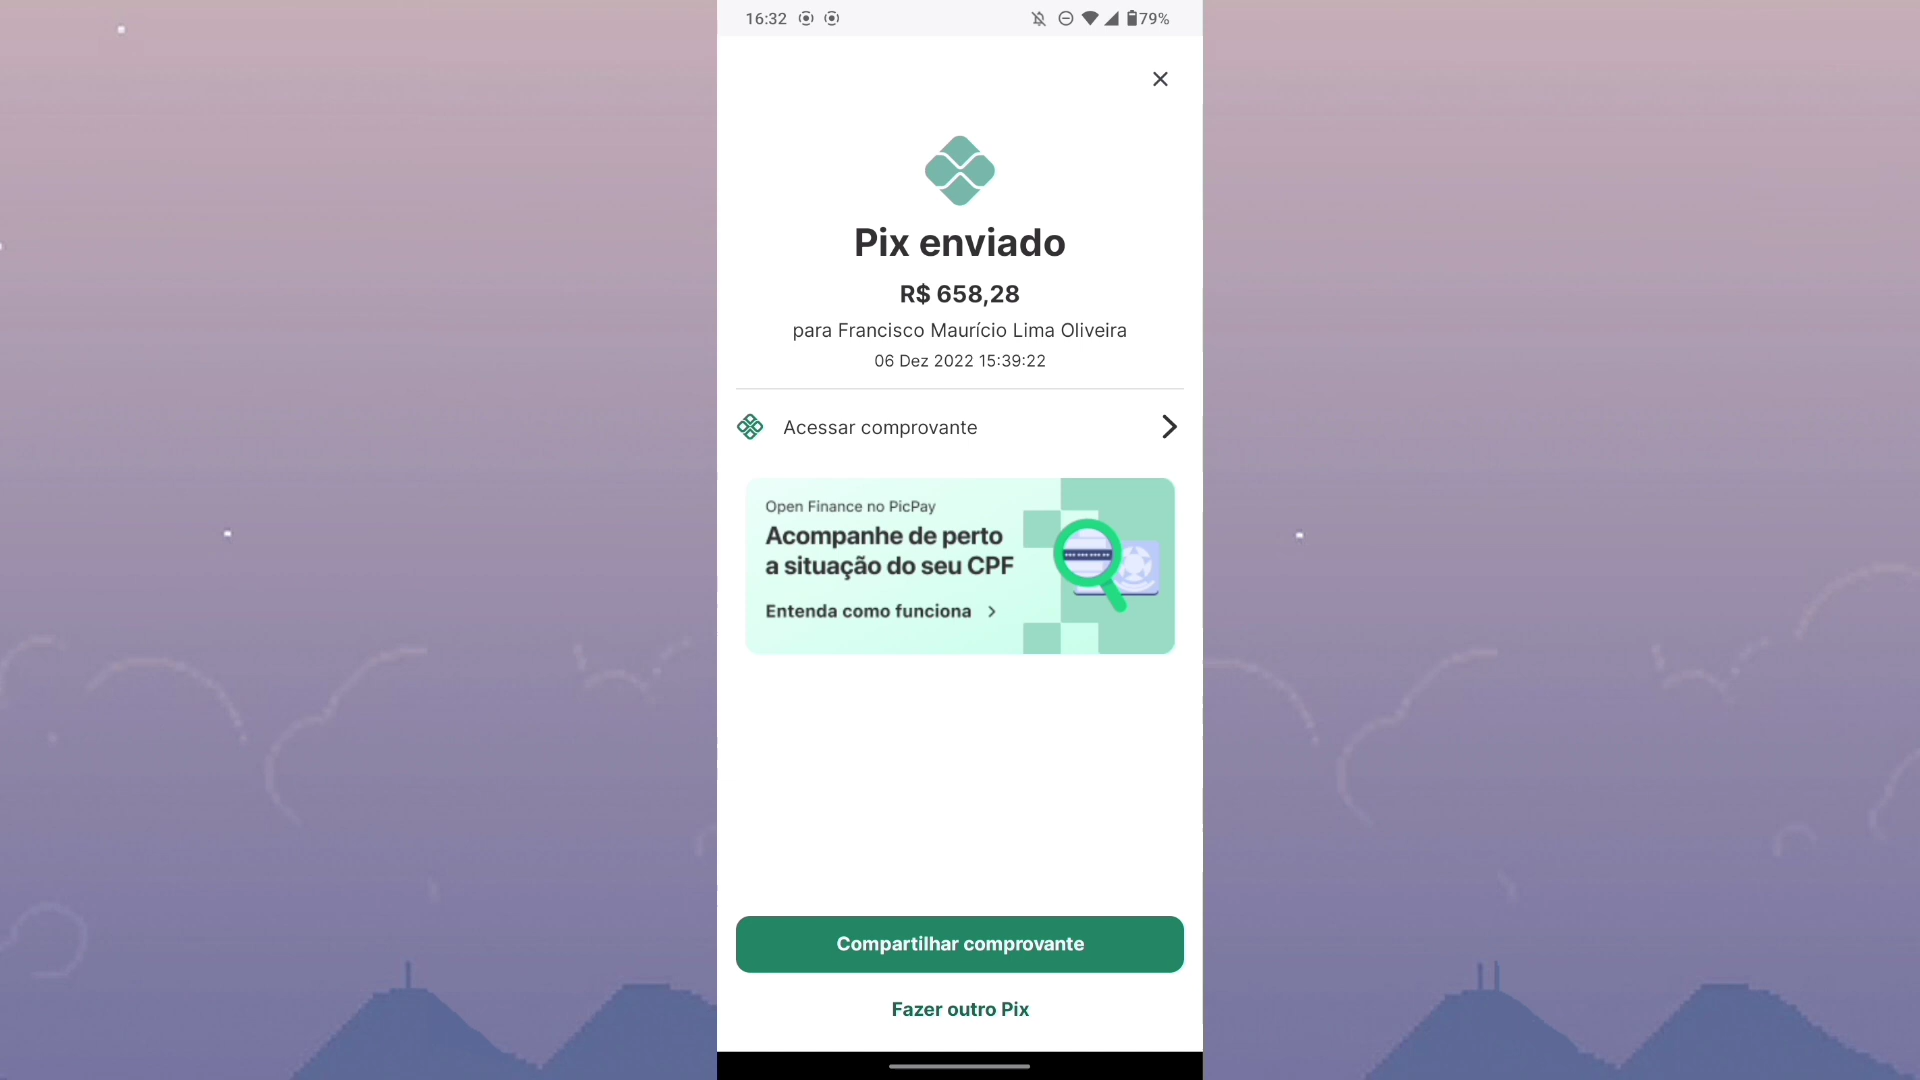 16:32
79%
Pix enviado
R$ 658,28
para Francisco Maurício Lima Oliveira
06 Dez 2022 15:39:22
Acessar comprovante
Open Finance no PicPay
Acompanhe de perto
a situação do seu CPF
Entenda como funciona
Compartilhar comprovante
Fazer outro Pix